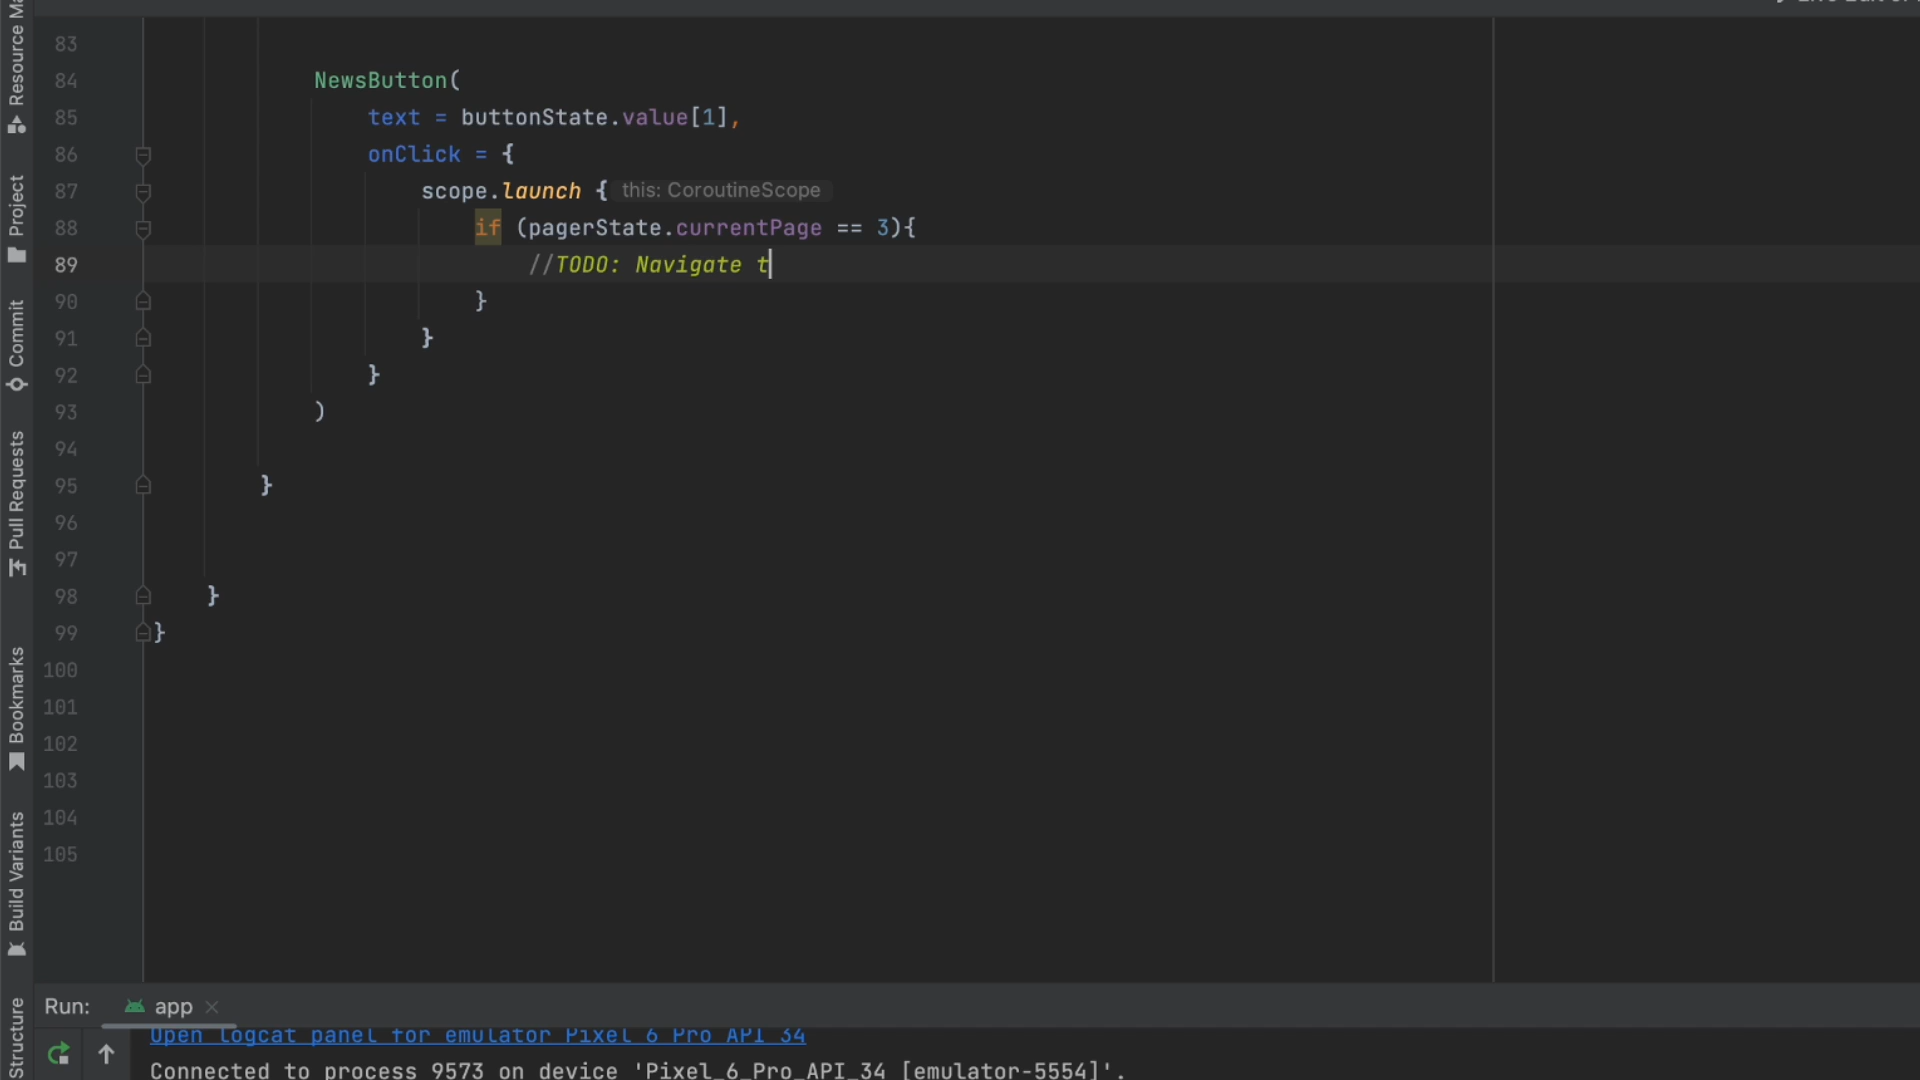 Resource Ma
Project
Commit
Pull Requests
Bookmarks
Build Variants
Structure
83
84 NewsButton(
85 text = buttonState.value[1],
86 onClick = {
87 scope.launch { this: CoroutineScope
88 if (pagerState.currentPage == 3){
89 //TODO: Navigate t
90 }
91 }
92 }
93 )
94
95 }
96
97
98 }
99 }
100
101
102
103
104
105
Run: app
Open logcat panel for emulator Pixel 6 Pro API 34
Connected to process 9573 on device 'Pixel_6_Pro_API_34 [emulator-5554]'.